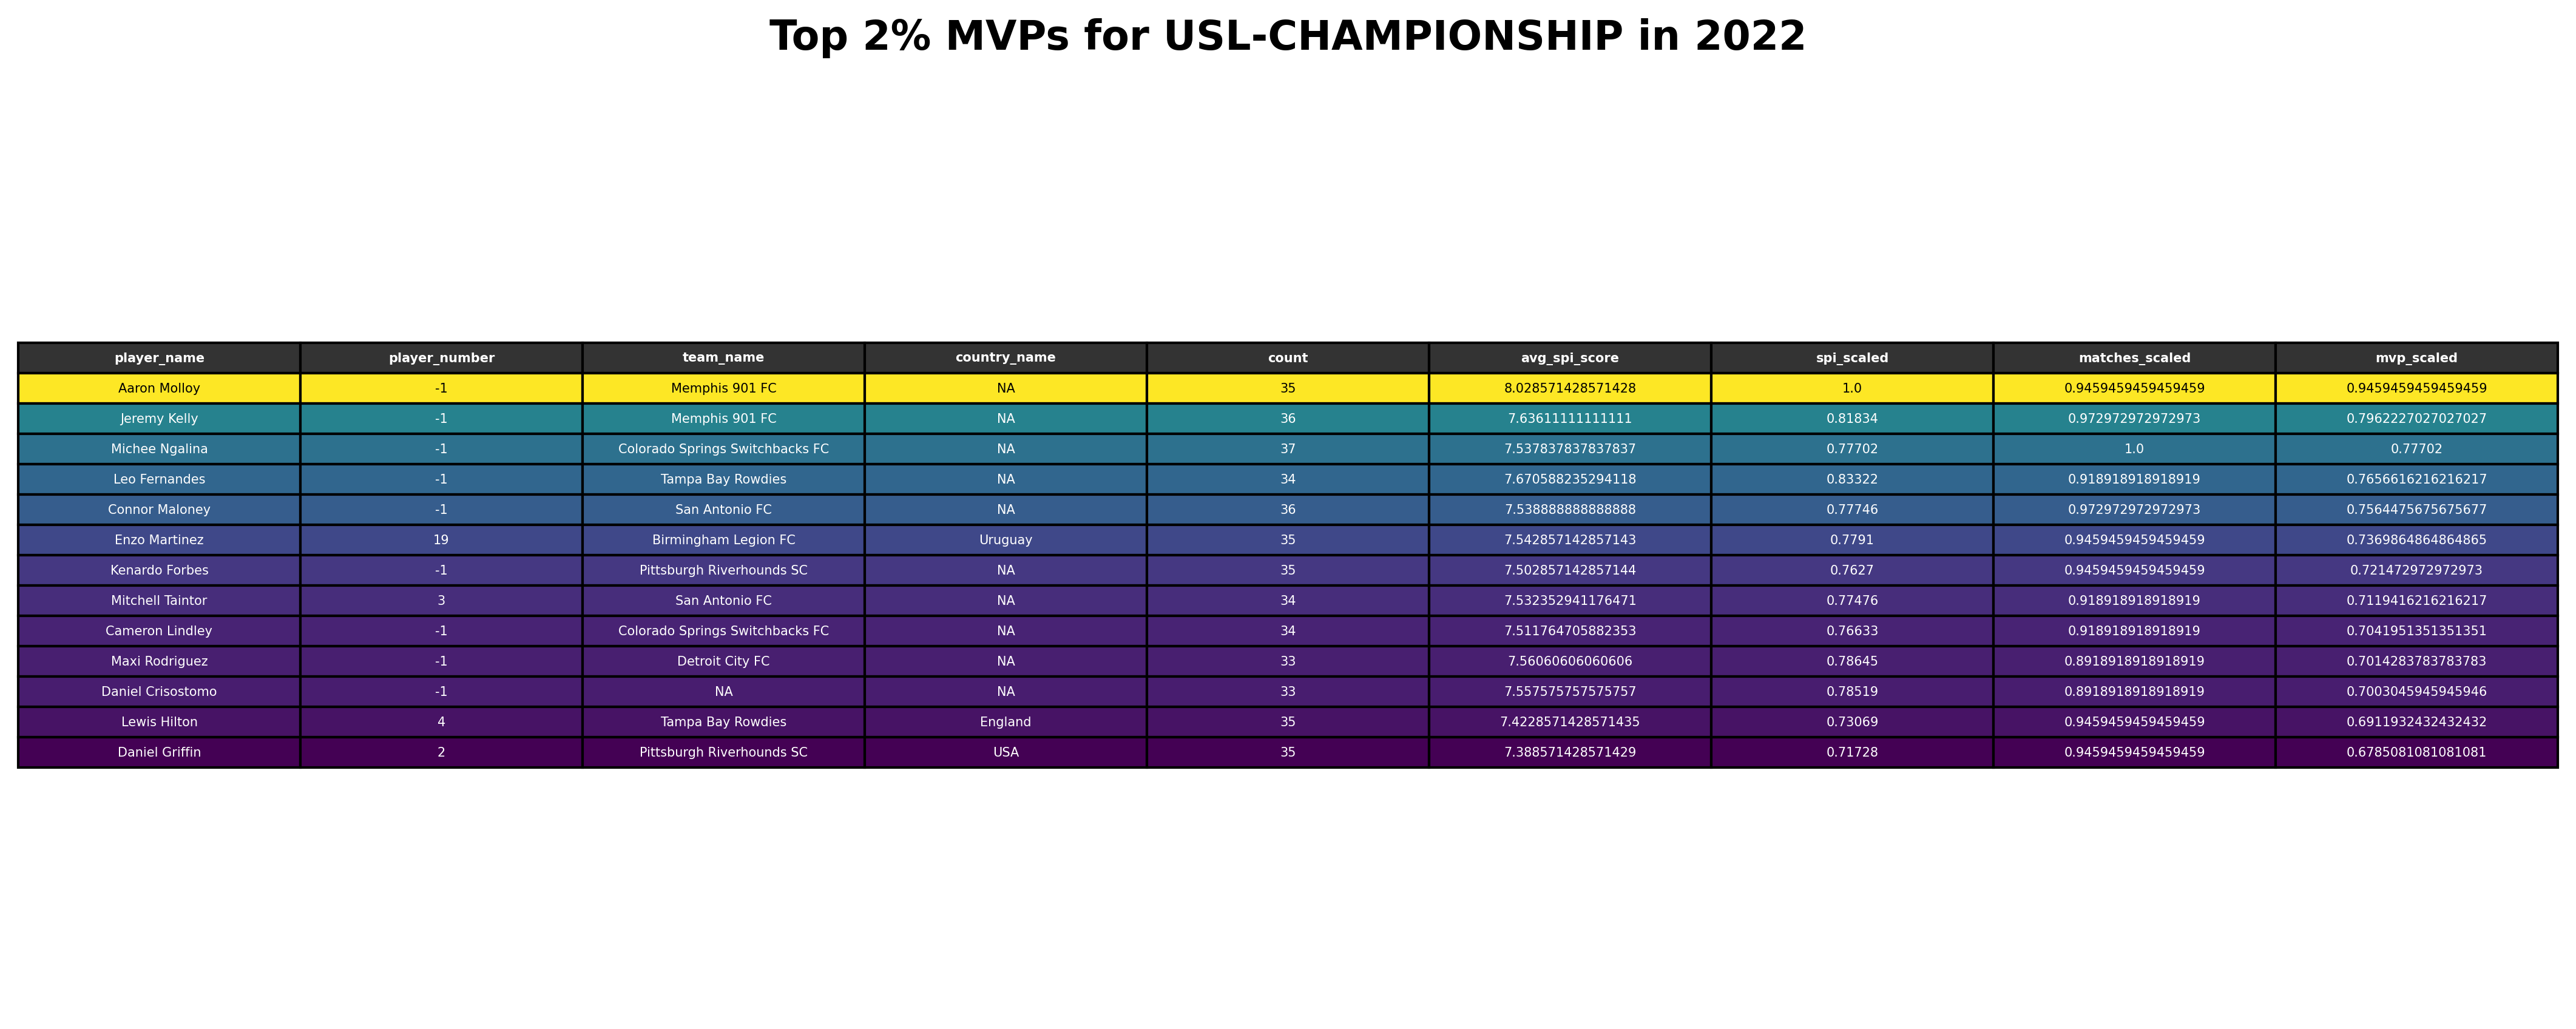 Top 2% MVPs for USL-CHAMPIONSHIP in 2022
player_name player_number team_name country_name count avg_spi_score spi_scaled matches_scaled mvp_scaled
Aaron Molloy -1 Memphis 901 FC NA 35 8.028571428571428 1.0 0.9459459459459459 0.9459459459459459
Jeremy Kelly -1 Memphis 901 FC NA 36 7.63611111111111 0.81834 0.972972972972973 0.7962227027027027
Michee Ngalina -1 Colorado Springs Switchbacks FC NA 37 7.537837837837837 0.77702 1.0 0.77702
Leo Fernandes -1 Tampa Bay Rowdies NA 34 7.670588235294118 0.83322 0.918918918918919 0.7656616216216217
Connor Maloney -1 San Antonio FC NA 36 7.538888888888888 0.77746 0.972972972972973 0.7564475675675677
Enzo Martinez 19 Birmingham Legion FC Uruguay 35 7.542857142857143 0.7791 0.9459459459459459 0.7369864864864865
Kenardo Forbes -1 Pittsburgh Riverhounds SC NA 35 7.502857142857144 0.7627 0.9459459459459459 0.721472972972973
Mitchell Taintor 3 San Antonio FC NA 34 7.532352941176471 0.77476 0.918918918918919 0.7119416216216217
Cameron Lindley -1 Colorado Springs Switchbacks FC NA 34 7.511764705882353 0.76633 0.918918918918919 0.7041951351351351
Maxi Rodriguez -1 Detroit City FC NA 33 7.56060606060606 0.78645 0.8918918918918919 0.7014283783783783
Daniel Crisostomo -1 NA NA 33 7.557575757575757 0.78519 0.8918918918918919 0.7003045945945946
Lewis Hilton 4 Tampa Bay Rowdies England 35 7.4228571428571435 0.73069 0.9459459459459459 0.6911932432432432
Daniel Griffin 2 Pittsburgh Riverhounds SC USA 35 7.388571428571429 0.71728 0.9459459459459459 0.6785081081081081